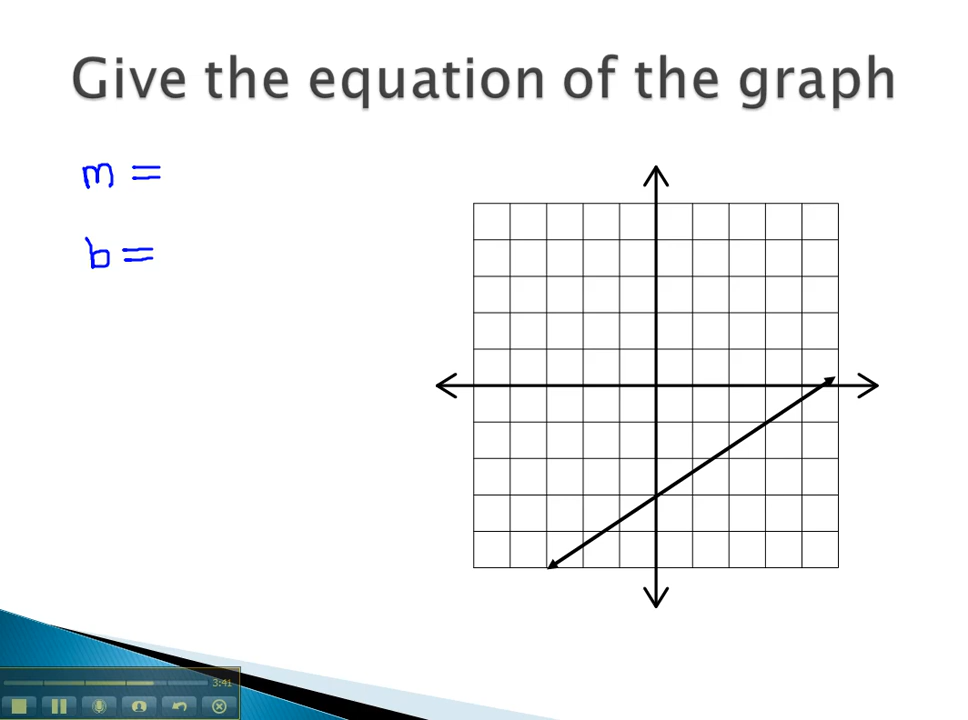 Give the equation of the graph
m =
b =
3:41